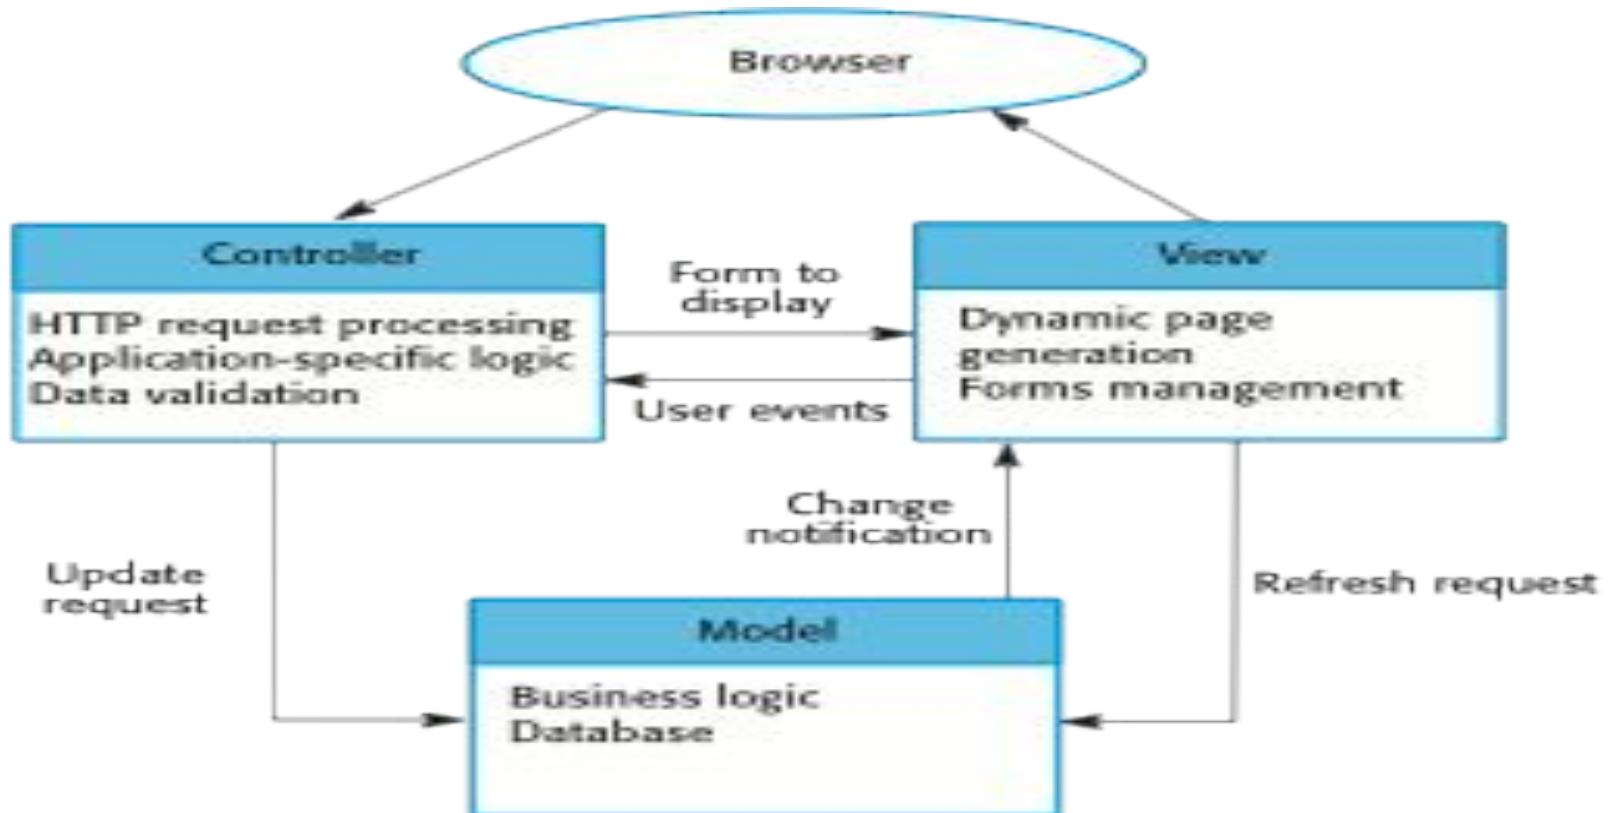 Browser
Controller
HTTP request processing
Application-specific logic
Data validation
Form to
display
User events
View
Dynamic page
generation
Forms management
Change
notification
Update
request
Refresh request
Model
Business logic
Database